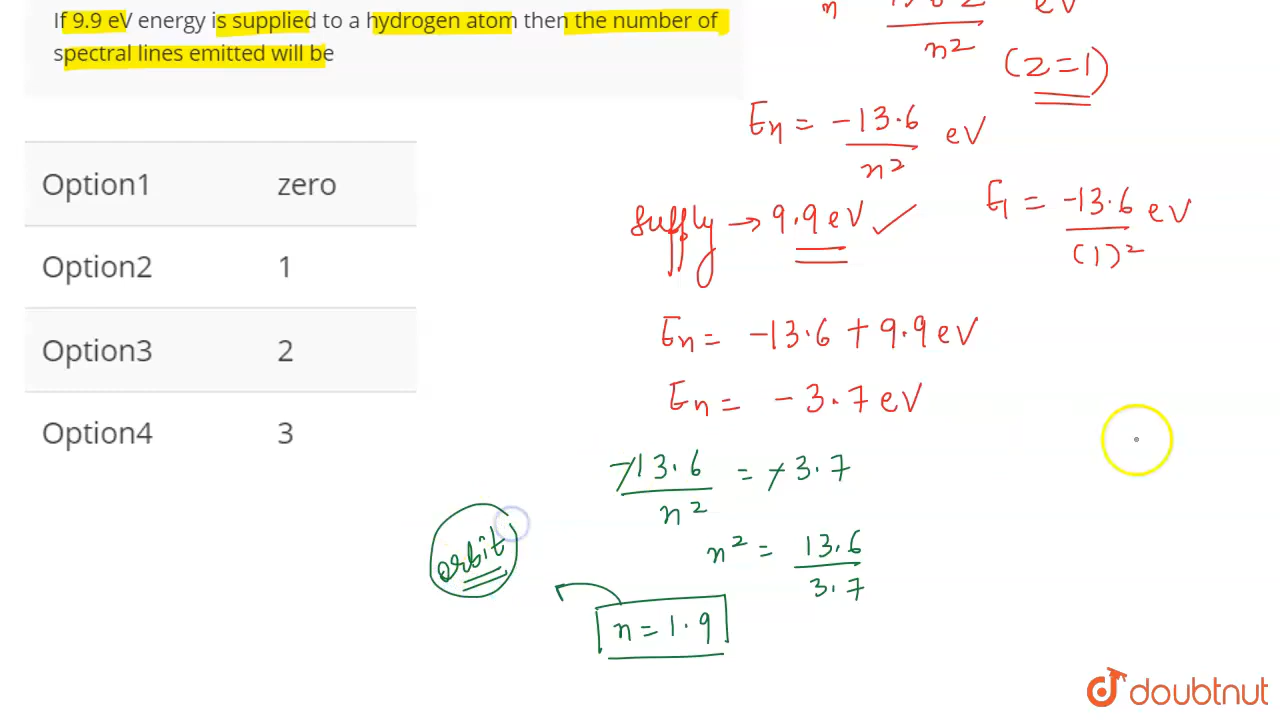 If 9.9 eV energy is supplied to a hydrogen atom then the number of
spectral lines emitted will be
Option1 zero
Option2 1
Option3 2
Option4 3
n
n² eV
(z=1)
En = -13.6/n² eV
supply → 9.9 eV ✓
E1 = -13.6/(1)² eV
En = -13.6 + 9.9 eV
En = -3.7 eV
-13.6/n² = -3.7
n² = 13.6/3.7
n = 1.9
orbit
doubtnut